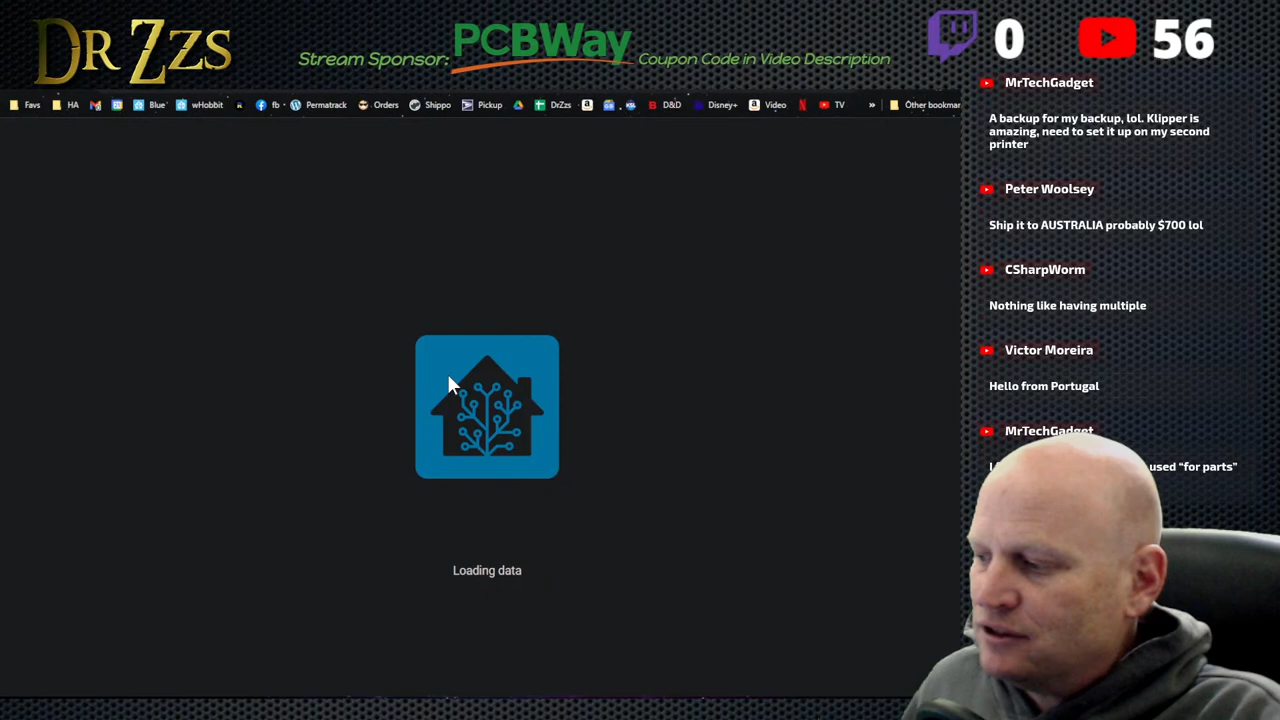 DR ZZS
Stream Sponsor: PCBWay Coupon Code in Video Description
0
56
Favs HA Blue wHobbit fb Permatrack Orders Shippo Pickup DrZzs D&D Disney+ Video TV » Other bookmar
MrTechGadget
A backup for my backup, lol. Klipper is
amazing, need to set it up on my second
printer
Peter Woolsey
Ship it to AUSTRALIA probably $700 lol
CSharpWorm
Nothing like having multiple
Victor Moreira
Hello from Portugal
MrTechGadget
used “for parts”
Loading data